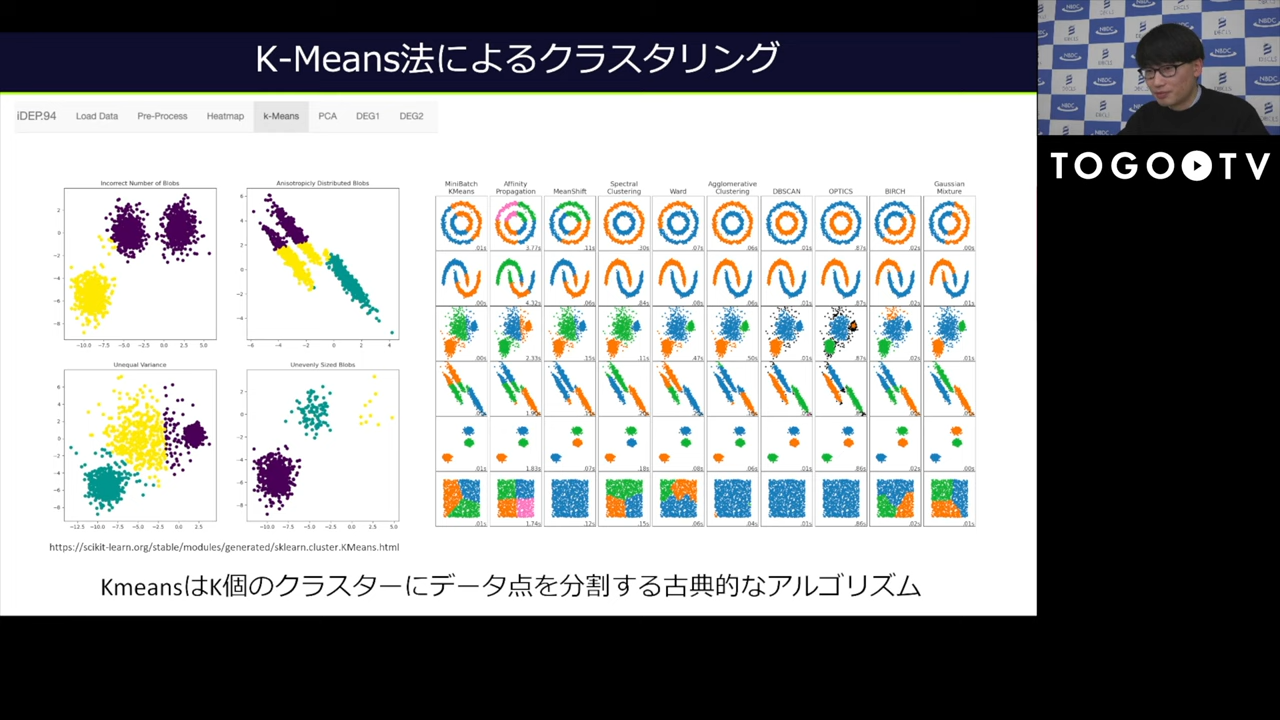 K-Means法によるクラスタリング
iDEP.94 Load Data Pre-Process Heatmap k-Means PCA DEG1 DEG2
Incorrect Number of Blobs
Anisotropicly Distributed Blobs
Unequal Variance
Unevenly Sized Blobs
MiniBatch KMeans
Affinity Propagation
MeanShift
Spectral Clustering
Ward
Agglomerative Clustering
DBSCAN
OPTICS
BIRCH
Gaussian Mixture
https://scikit-learn.org/stable/modules/generated/sklearn.cluster.KMeans.html
KmeansはK個のクラスターにデータ点を分割する古典的なアルゴリズム
TOGO TV
NBDC
DBCLS